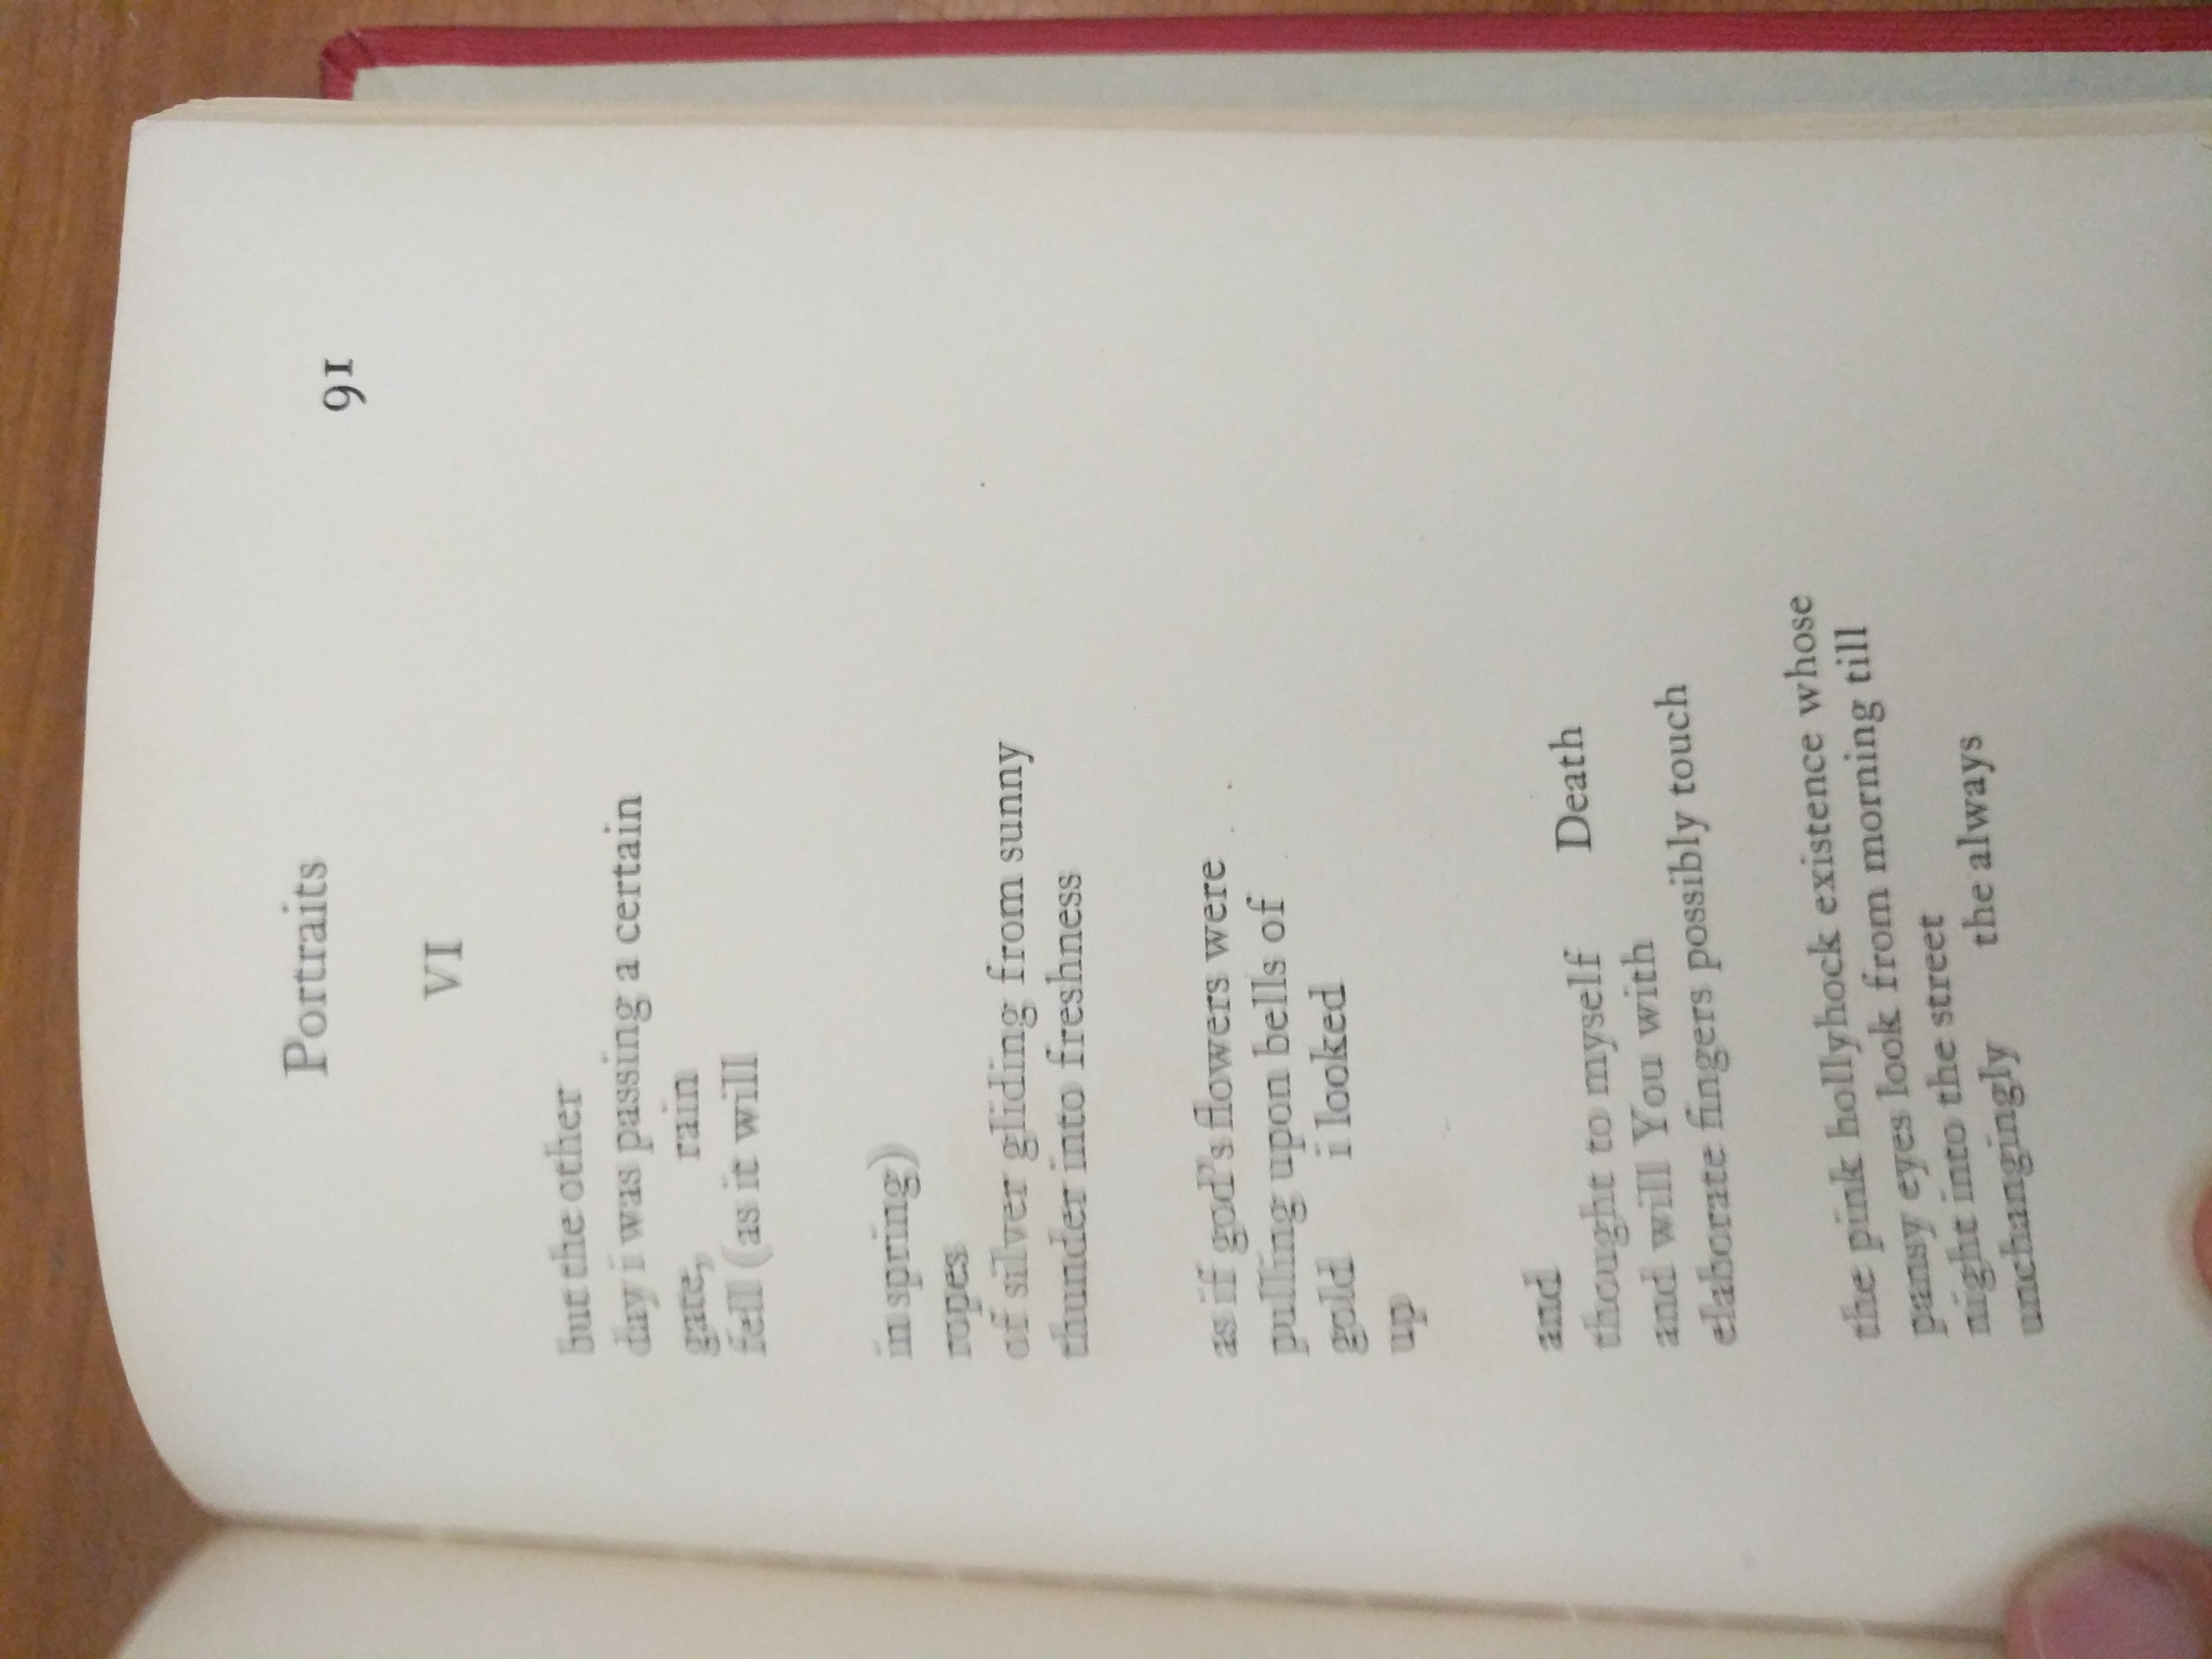 Portraits
91
VI
but the other
day i was passing a certain
gate, rain
fell (as it will
in spring)
ropes
of silver gliding from sunny
thunder into freshness
as if god's flowers were
pulling upon bells of
gold i looked
up
and
thought to myself Death
and will You with
elaborate fingers possibly touch
the pink hollyhock existence whose
pansy eyes look from morning till
night into the street
unchangingly the always